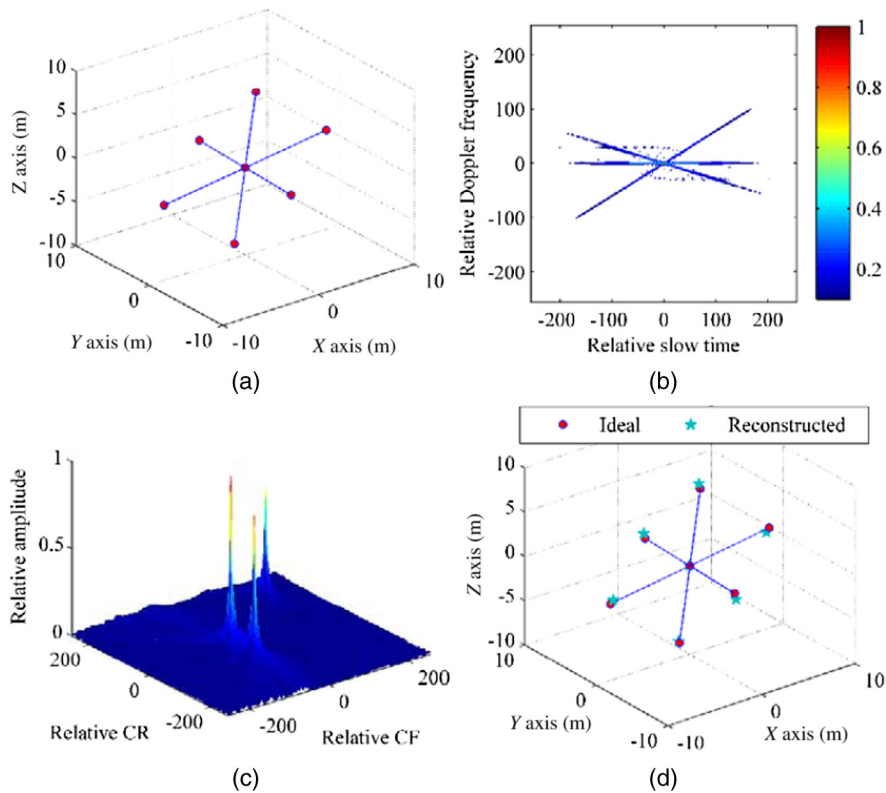 10
5
0
-5
-10
Z axis (m)
10
0
-10
Y axis (m)
-10
0
10
X axis (m)
(a)
200
100
0
-100
-200
Relative Doppler frequency
-200 -100 0 100 200
Relative slow time
1
0.8
0.6
0.4
0.2
(b)
1
0.5
0
Relative amplitude
200
0
-200
Relative CR
-200
0
200
Relative CF
(c)
Ideal Reconstructed
10
5
0
-5
-10
Z axis (m)
10
0
-10
Y axis (m)
-10
0
10
X axis (m)
(d)